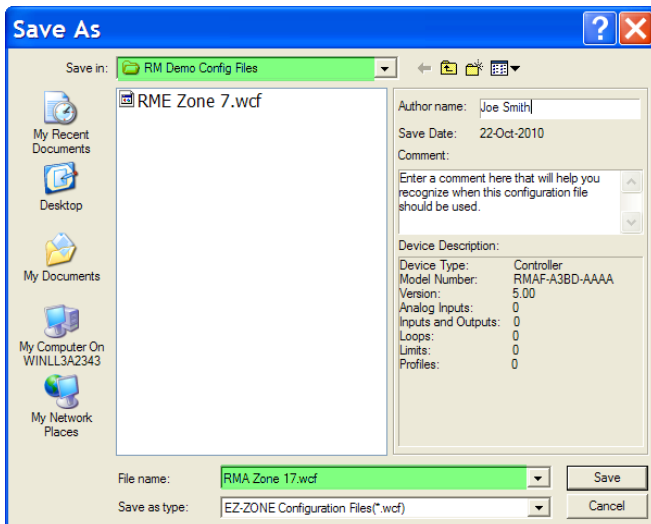 Save As
Save in:
RM Demo Config Files
My Recent
Documents
Desktop
My Documents
My Computer On
WINLL3A2343
My Network
Places
RME Zone 7.wcf
Author name: Joe Smith
Save Date: 22-Oct-2010
Comment:
Enter a comment here that will help you
recognize when this configuration file
should be used.
Device Description:
Device Type: Controller
Model Number: RMAF-A3BD-AAAA
Version: 5.00
Analog Inputs: 0
Inputs and Outputs: 0
Loops: 0
Limits: 0
Profiles: 0
File name: RMA Zone 17.wcf
Save
Save as type: EZ-ZONE Configuration Files(*.wcf)
Cancel